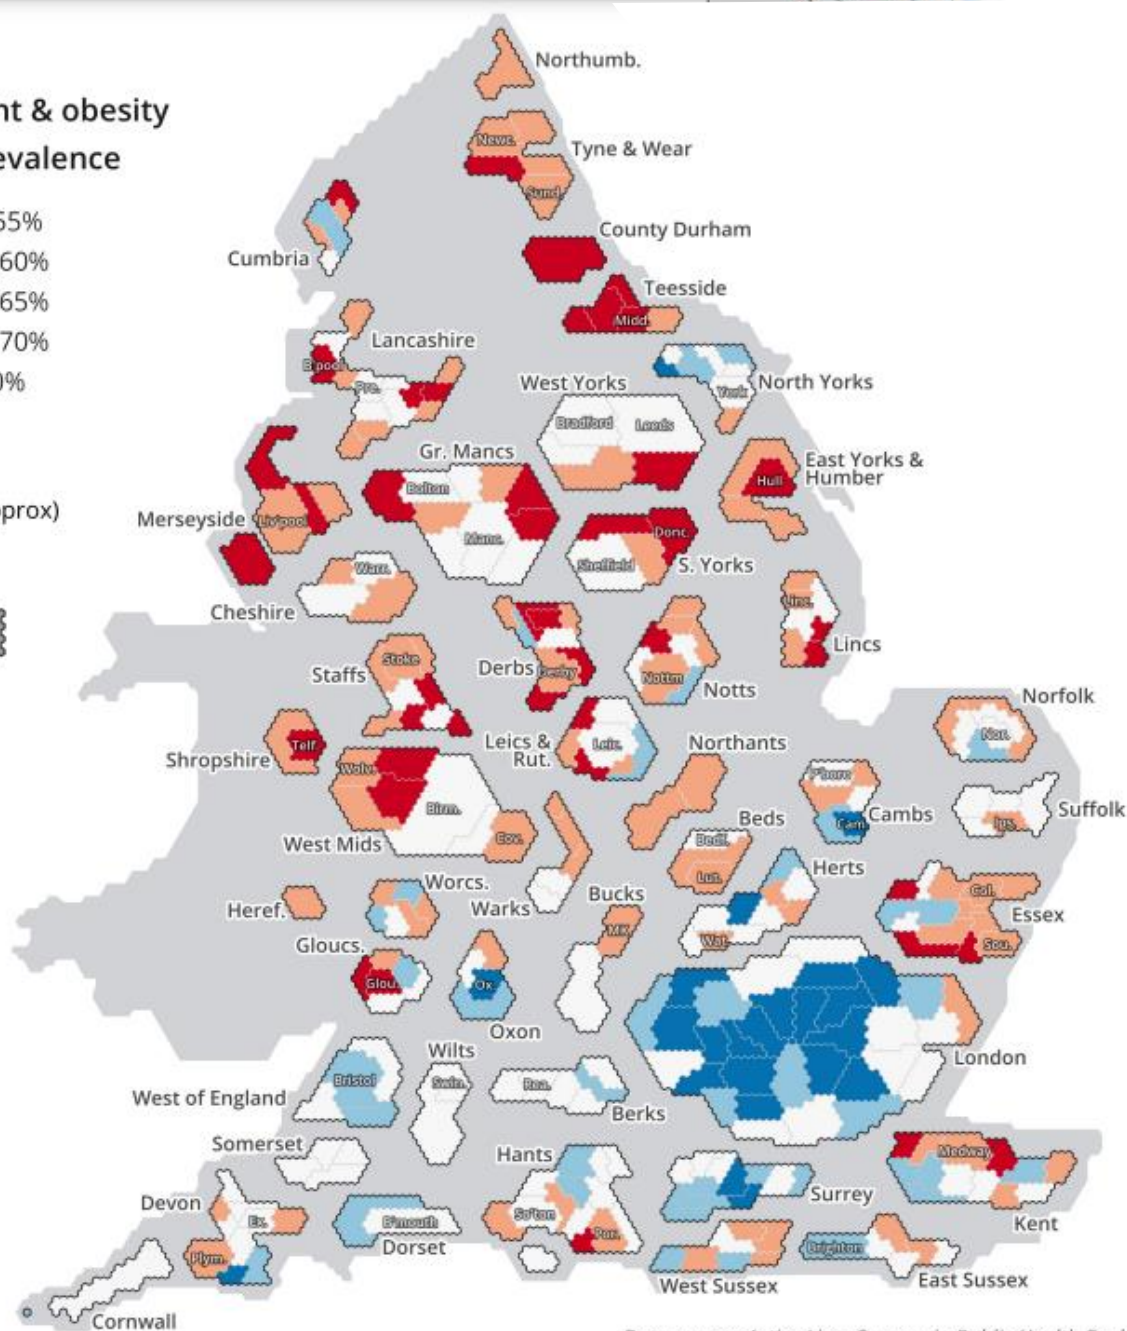 nt & obesity
evalence
55%
60%
65%
70%
0%
prox)
Northumb.
Newc.
Tyne & Wear
Sund.
County Durham
Cumbria
Teesside
Midd.
Lancashire
B'pool
Pre.
West Yorks
North Yorks
York
Bradford
Leeds
Gr. Mancs
Bolton
East Yorks &
Humber
Hull
Merseyside
Liv'pool
Manc.
Donc.
Sheffield
S. Yorks
Warr.
Cheshire
Linc.
Lincs
Stoke
Staffs
Derbs
Derby
Nottm
Notts
Norfolk
Nor.
Shropshire
Telf.
Leics &
Rut.
Leic.
Northants
Wolv.
Birm.
Cov.
West Mids
P'boro
Cam.
Cambs
Suffolk
Ips.
Beds
Bedf.
Lut.
Worcs.
Heref.
Warks
Bucks
MK
Herts
Wat.
Col.
Essex
Sou.
Gloucs.
Glou.
Ox.
Oxon
London
Wilts
Swin.
West of England
Bristol
Rea.
Berks
Somerset
Hants
Medway
Devon
Ex.
Plym.
B'mouth
Dorset
So'ton
Por.
Surrey
Kent
West Sussex
Brighton
East Sussex
Cornwall